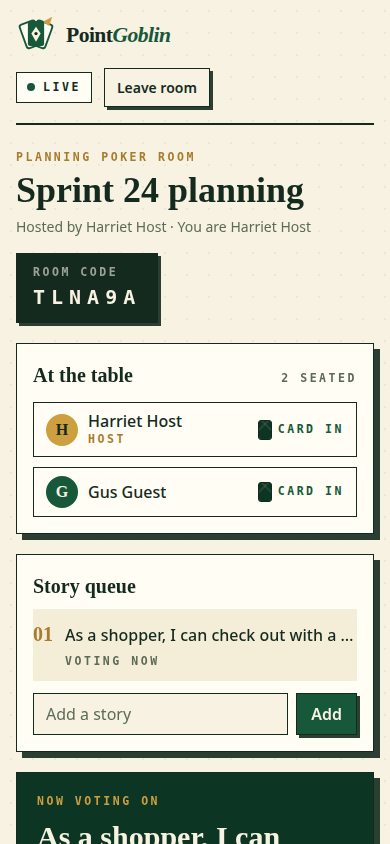 PointGoblin
LIVE
Leave room
PLANNING POKER ROOM
Sprint 24 planning
Hosted by Harriet Host · You are Harriet Host
ROOM CODE
TLNA9A
At the table
2 SEATED
H
Harriet Host
HOST
CARD IN
G
Gus Guest
CARD IN
Story queue
01 As a shopper, I can check out with a ...
VOTING NOW
Add a story
Add
NOW VOTING ON
As a shopper, I can